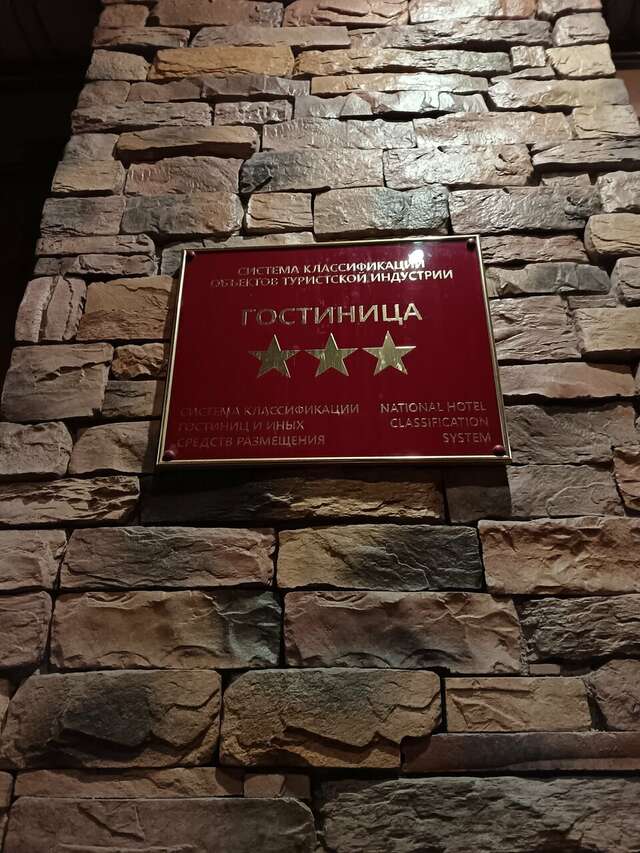 СИСТЕМА КЛАССИФИКАЦИИ
ОБЪЕКТОВ ТУРИСТСКОЙ ИНДУСТРИИ
ГОСТИНИЦА
СИСТЕМА КЛАССИФИКАЦИИ
ГОСТИНИЦ И ИНЫХ
СРЕДСТВ РАЗМЕЩЕНИЯ
NATIONAL HOTEL
CLASSIFICATION
SYSTEM